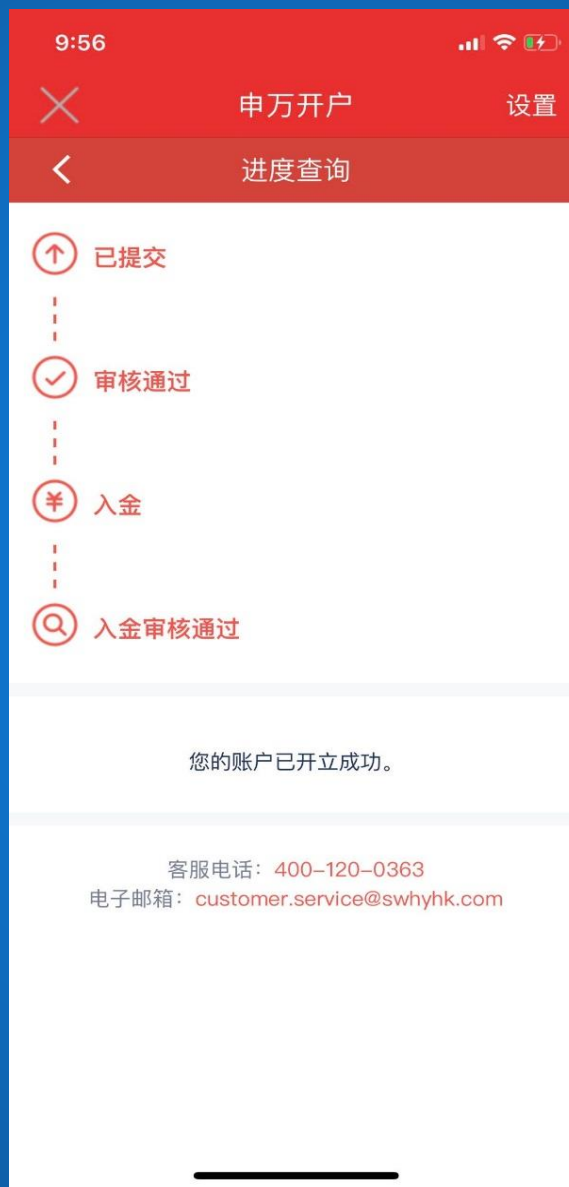 9:56
申万开户 设置
进度查询
已提交
审核通过
入金
入金审核通过
您的账户已开立成功。
客服电话：400-120-0363
电子邮箱：customer.service@swhyhk.com